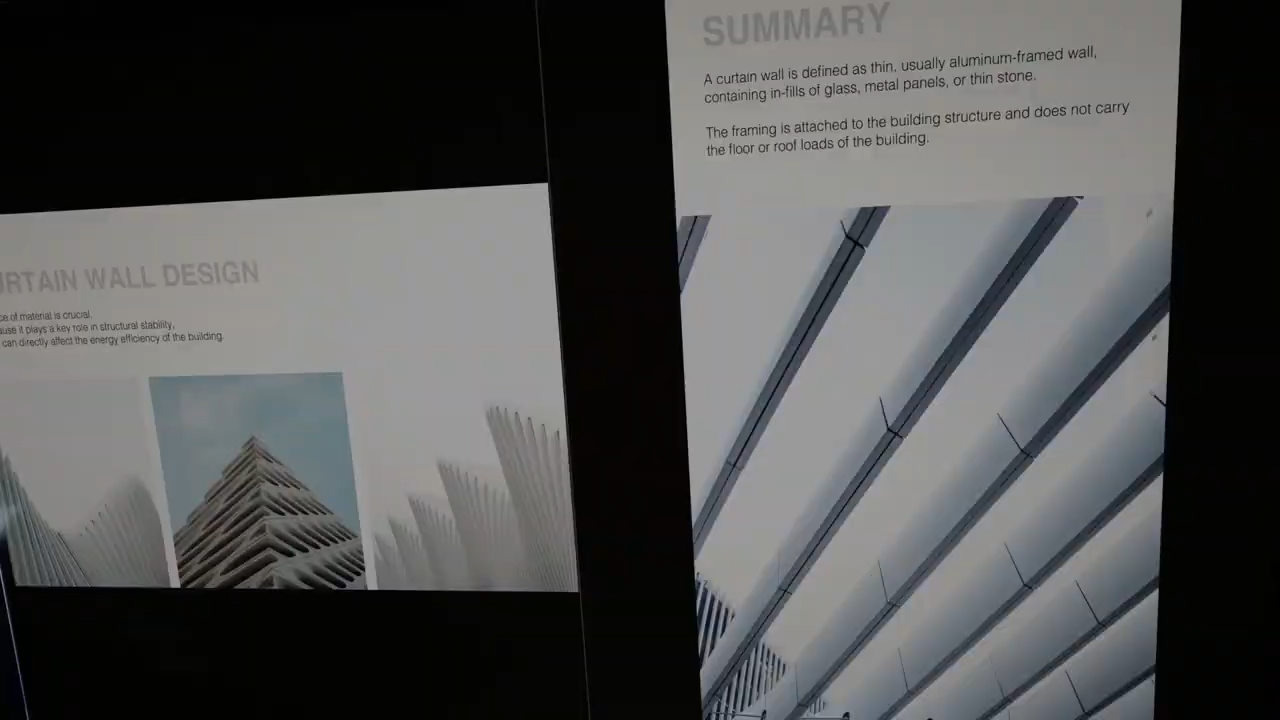 CURTAIN WALL DESIGN
of material is crucial,
it plays a key role in structural stability,
can directly affect the energy efficiency of the building.
SUMMARY
A curtain wall is defined as thin, usually aluminum-framed wall,
containing in-fills of glass, metal panels, or thin stone.
The framing is attached to the building structure and does not carry
the floor or roof loads of the building.